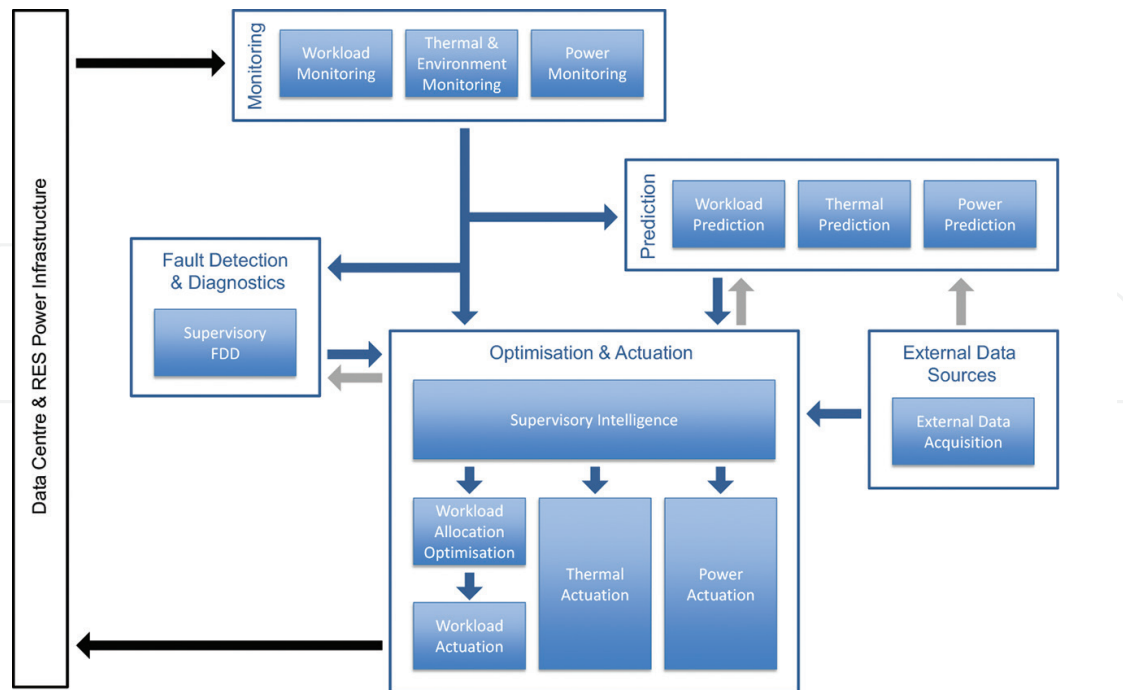 Data Centre & RES Power Infrastructure
Monitoring
Workload
Monitoring
Thermal &
Environment
Monitoring
Power
Monitoring
Prediction
Workload
Prediction
Thermal
Prediction
Power
Prediction
Fault Detection
& Diagnostics
Supervisory
FDD
Optimisation & Actuation
Supervisory Intelligence
Workload
Allocation
Optimisation
Workload
Actuation
Thermal
Actuation
Power
Actuation
External Data
Sources
External Data
Acquisition